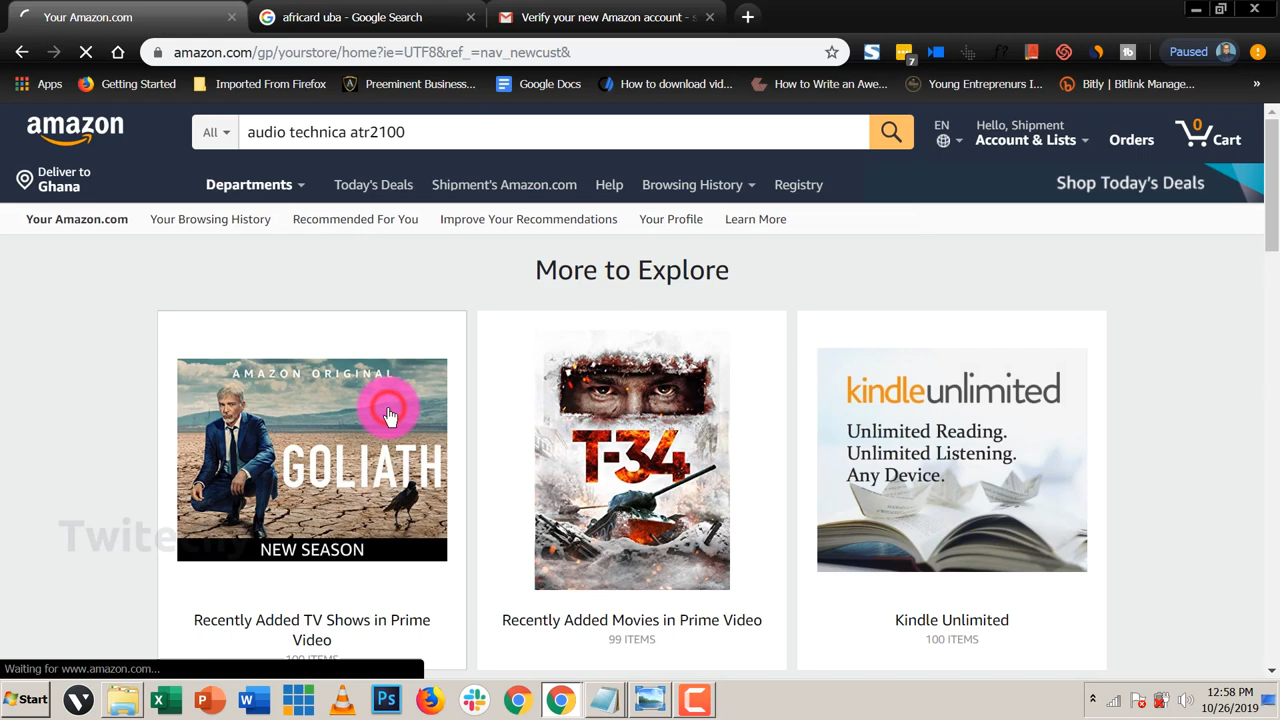 Your Amazon.com
africard uba - Google Search
Verify your new Amazon account - s
amazon.com/gp/yourstore/home?ie=UTF8&ref_=nav_newcust&
7
Paused
Apps
Getting Started
Imported From Firefox
Preeminent Business...
Google Docs
How to download vid...
How to Write an Awe...
Young Entreprenurs I...
Bitly | Bitlink Manage...
»
amazon
All
audio technica atr2100
EN
Hello, Shipment
Account & Lists
Orders
0
Cart
Deliver to
Ghana
Departments
Today's Deals
Shipment's Amazon.com
Help
Browsing History
Registry
Shop Today's Deals
Your Amazon.com
Your Browsing History
Recommended For You
Improve Your Recommendations
Your Profile
Learn More
More to Explore
AMAZON ORIGINAL
GOLIATH
NEW SEASON
T-34
kindleunlimited
Unlimited Reading.
Unlimited Listening.
Any Device.
Recently Added TV Shows in Prime
Video
100 ITEMS
Recently Added Movies in Prime Video
99 ITEMS
Kindle Unlimited
100 ITEMS
Waiting for www.amazon.com...
Start
12:58 PM
10/26/2019